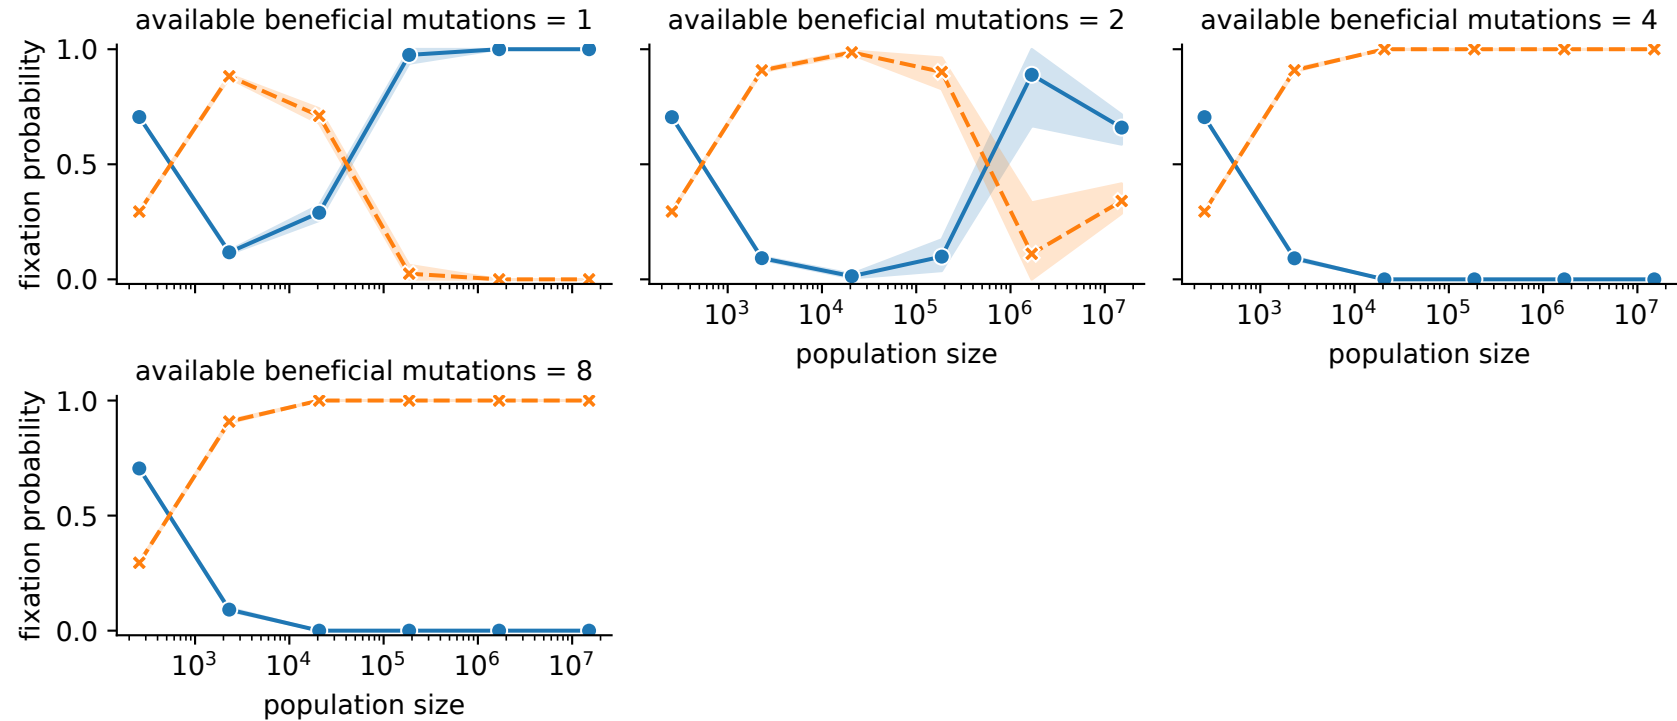 available beneficial mutations = 1
available beneficial mutations = 2
available beneficial mutations = 4
fixation probability
1.0
0.5
0.0
10³ 10⁴ 10⁵ 10⁶ 10⁷
population size
10³ 10⁴ 10⁵ 10⁶ 10⁷
population size
available beneficial mutations = 8
fixation probability
1.0
0.5
0.0
10³ 10⁴ 10⁵ 10⁶ 10⁷
population size